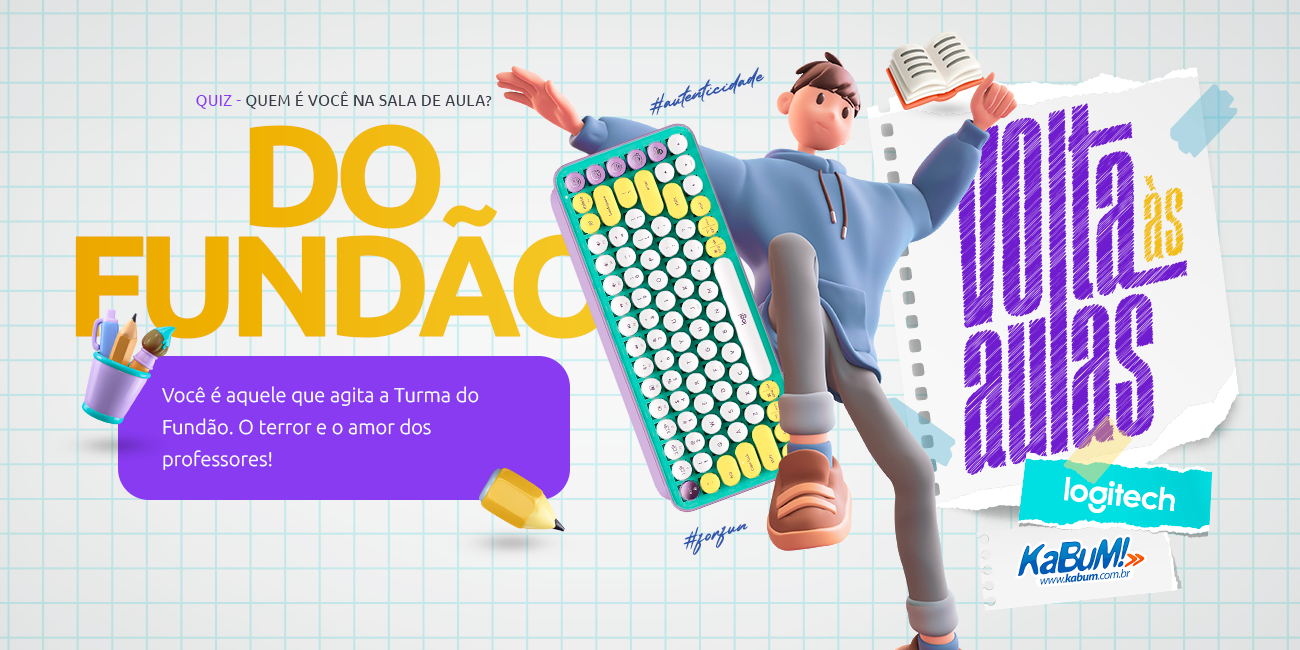 QUIZ - QUEM É VOCÊ NA SALA DE AULA?
DO
FUNDÃO
Você é aquele que agita a Turma do
Fundão. O terror e o amor dos
professores!
#autenticidade
#forfun
volta
às
aulas
logitech
KaBuM!
www.kabum.com.br